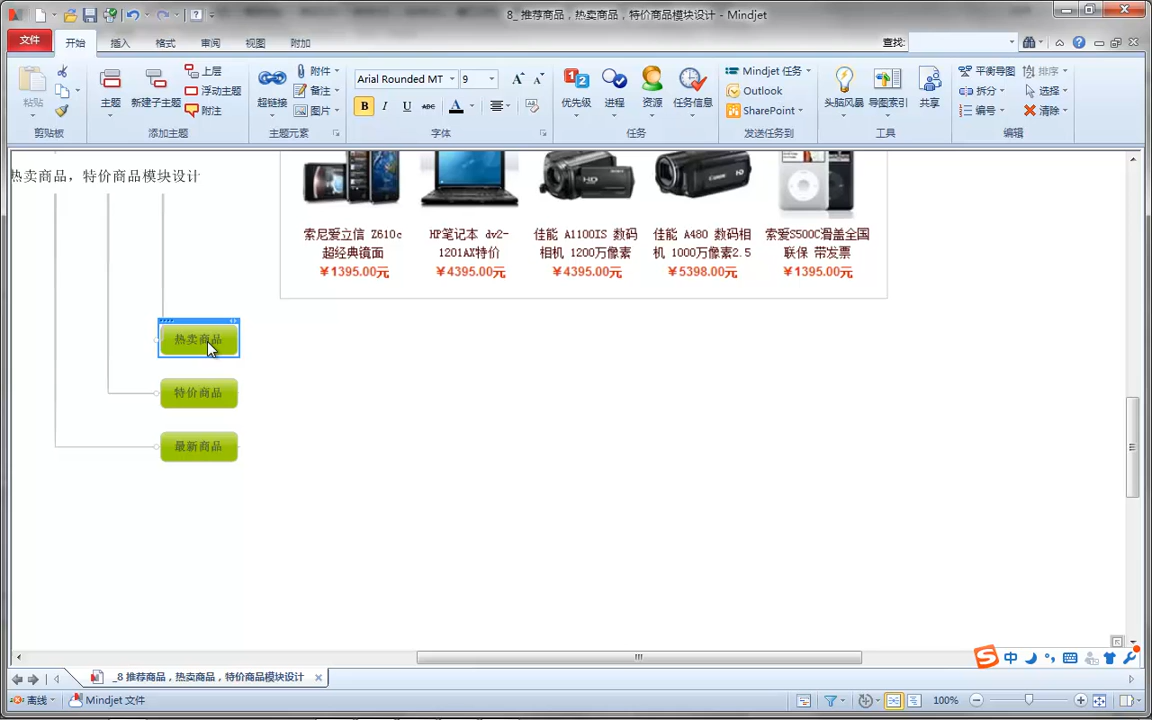 8_ 推荐商品，热卖商品，特价商品模块设计 - Mindjet
文件 开始 插入 格式 审阅 视图 附加 查找:
粘贴 主题 新建子主题 上层 浮动主题 附注 超链接 附件 备注 图片
Arial Rounded MT 9
B I U abc A
优先级 进程 资源 任务信息
Mindjet 任务 Outlook SharePoint
头脑风暴 导图索引 共享
平衡导图 排序 拆分 选择 编号 清除
剪贴板 添加主题 主题元素 字体 任务 发送任务到 工具 编辑
热卖商品，特价商品模块设计
索尼爱立信 Z610c 超经典镜面
￥1395.00元
HP笔记本 dv2-1201AX特价
￥4395.00元
佳能 A1100IS 数码相机 1200万像素
￥4395.00元
佳能 A480 数码相机 1000万像素2.5
￥5398.00元
索爱S500C滑盖全国联保 带发票
￥1395.00元
热卖商品
特价商品
最新商品
中
_8 推荐商品，热卖商品，特价商品模块设计
离线 Mindjet 文件 100%